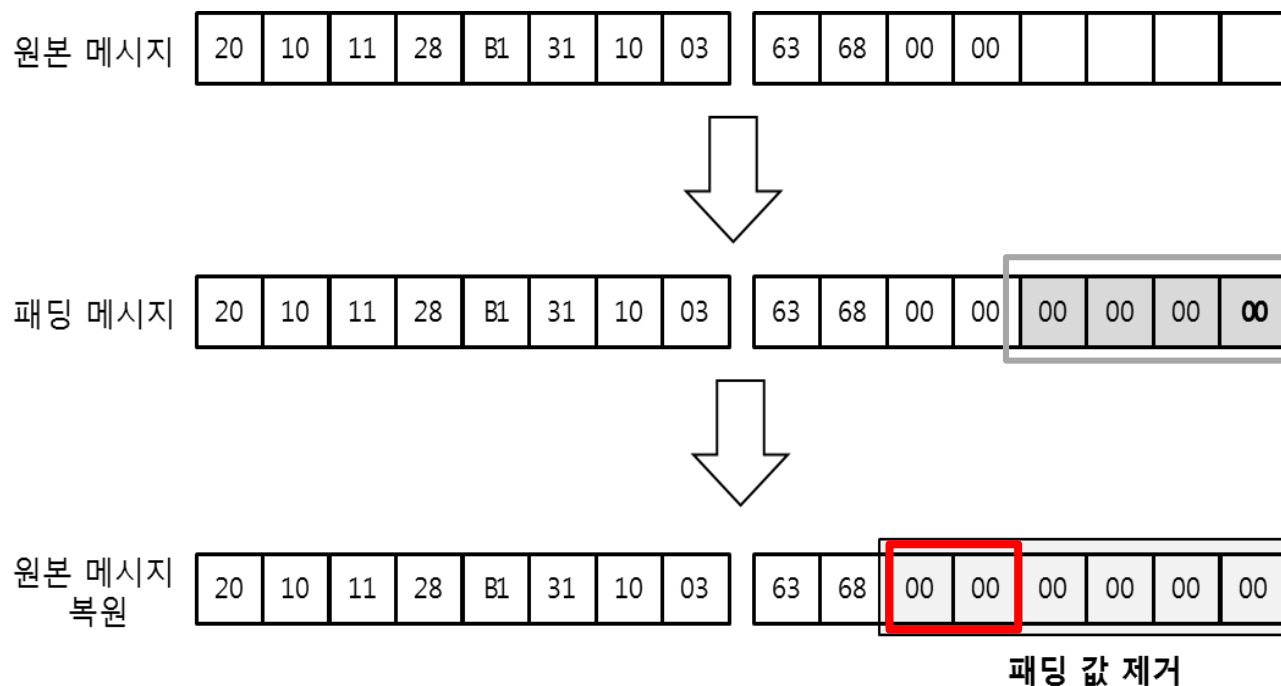 원본 메시지 20 10 11 28 B1 31 10 03 63 68 00 00
패딩 메시지 20 10 11 28 B1 31 10 03 63 68 00 00 00 00 00 00
원본 메시지
복원
20 10 11 28 B1 31 10 03 63 68 00 00 00 00 00 00
패딩 값 제거